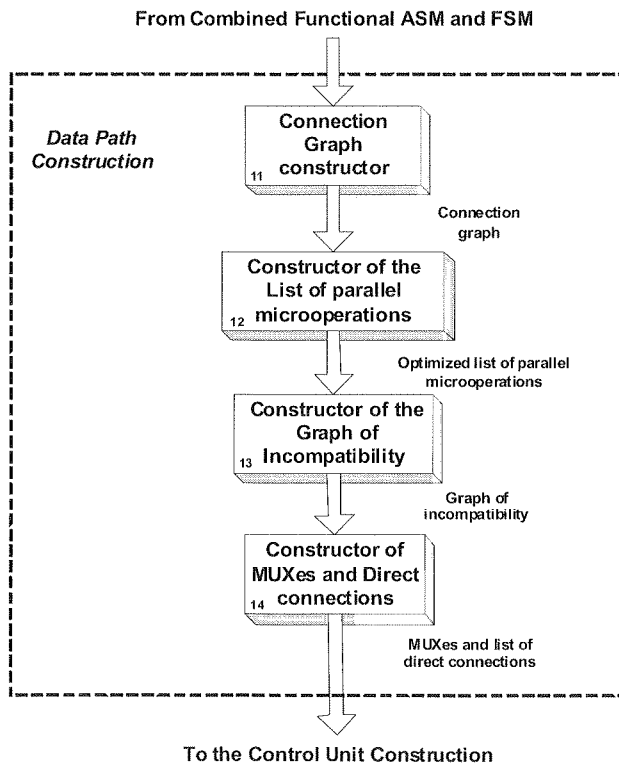 From Combined Functional ASM and FSM
Data Path
Construction
Connection
Graph
constructor
11
Connection
graph
Constructor of the
List of parallel
microoperations
12
Optimized list of parallel
microoperations
Constructor of the
Graph of
Incompatibility
13
Graph of
incompatibility
Constructor of
MUXes and Direct
connections
14
MUXes and list of
direct connections
To the Control Unit Construction